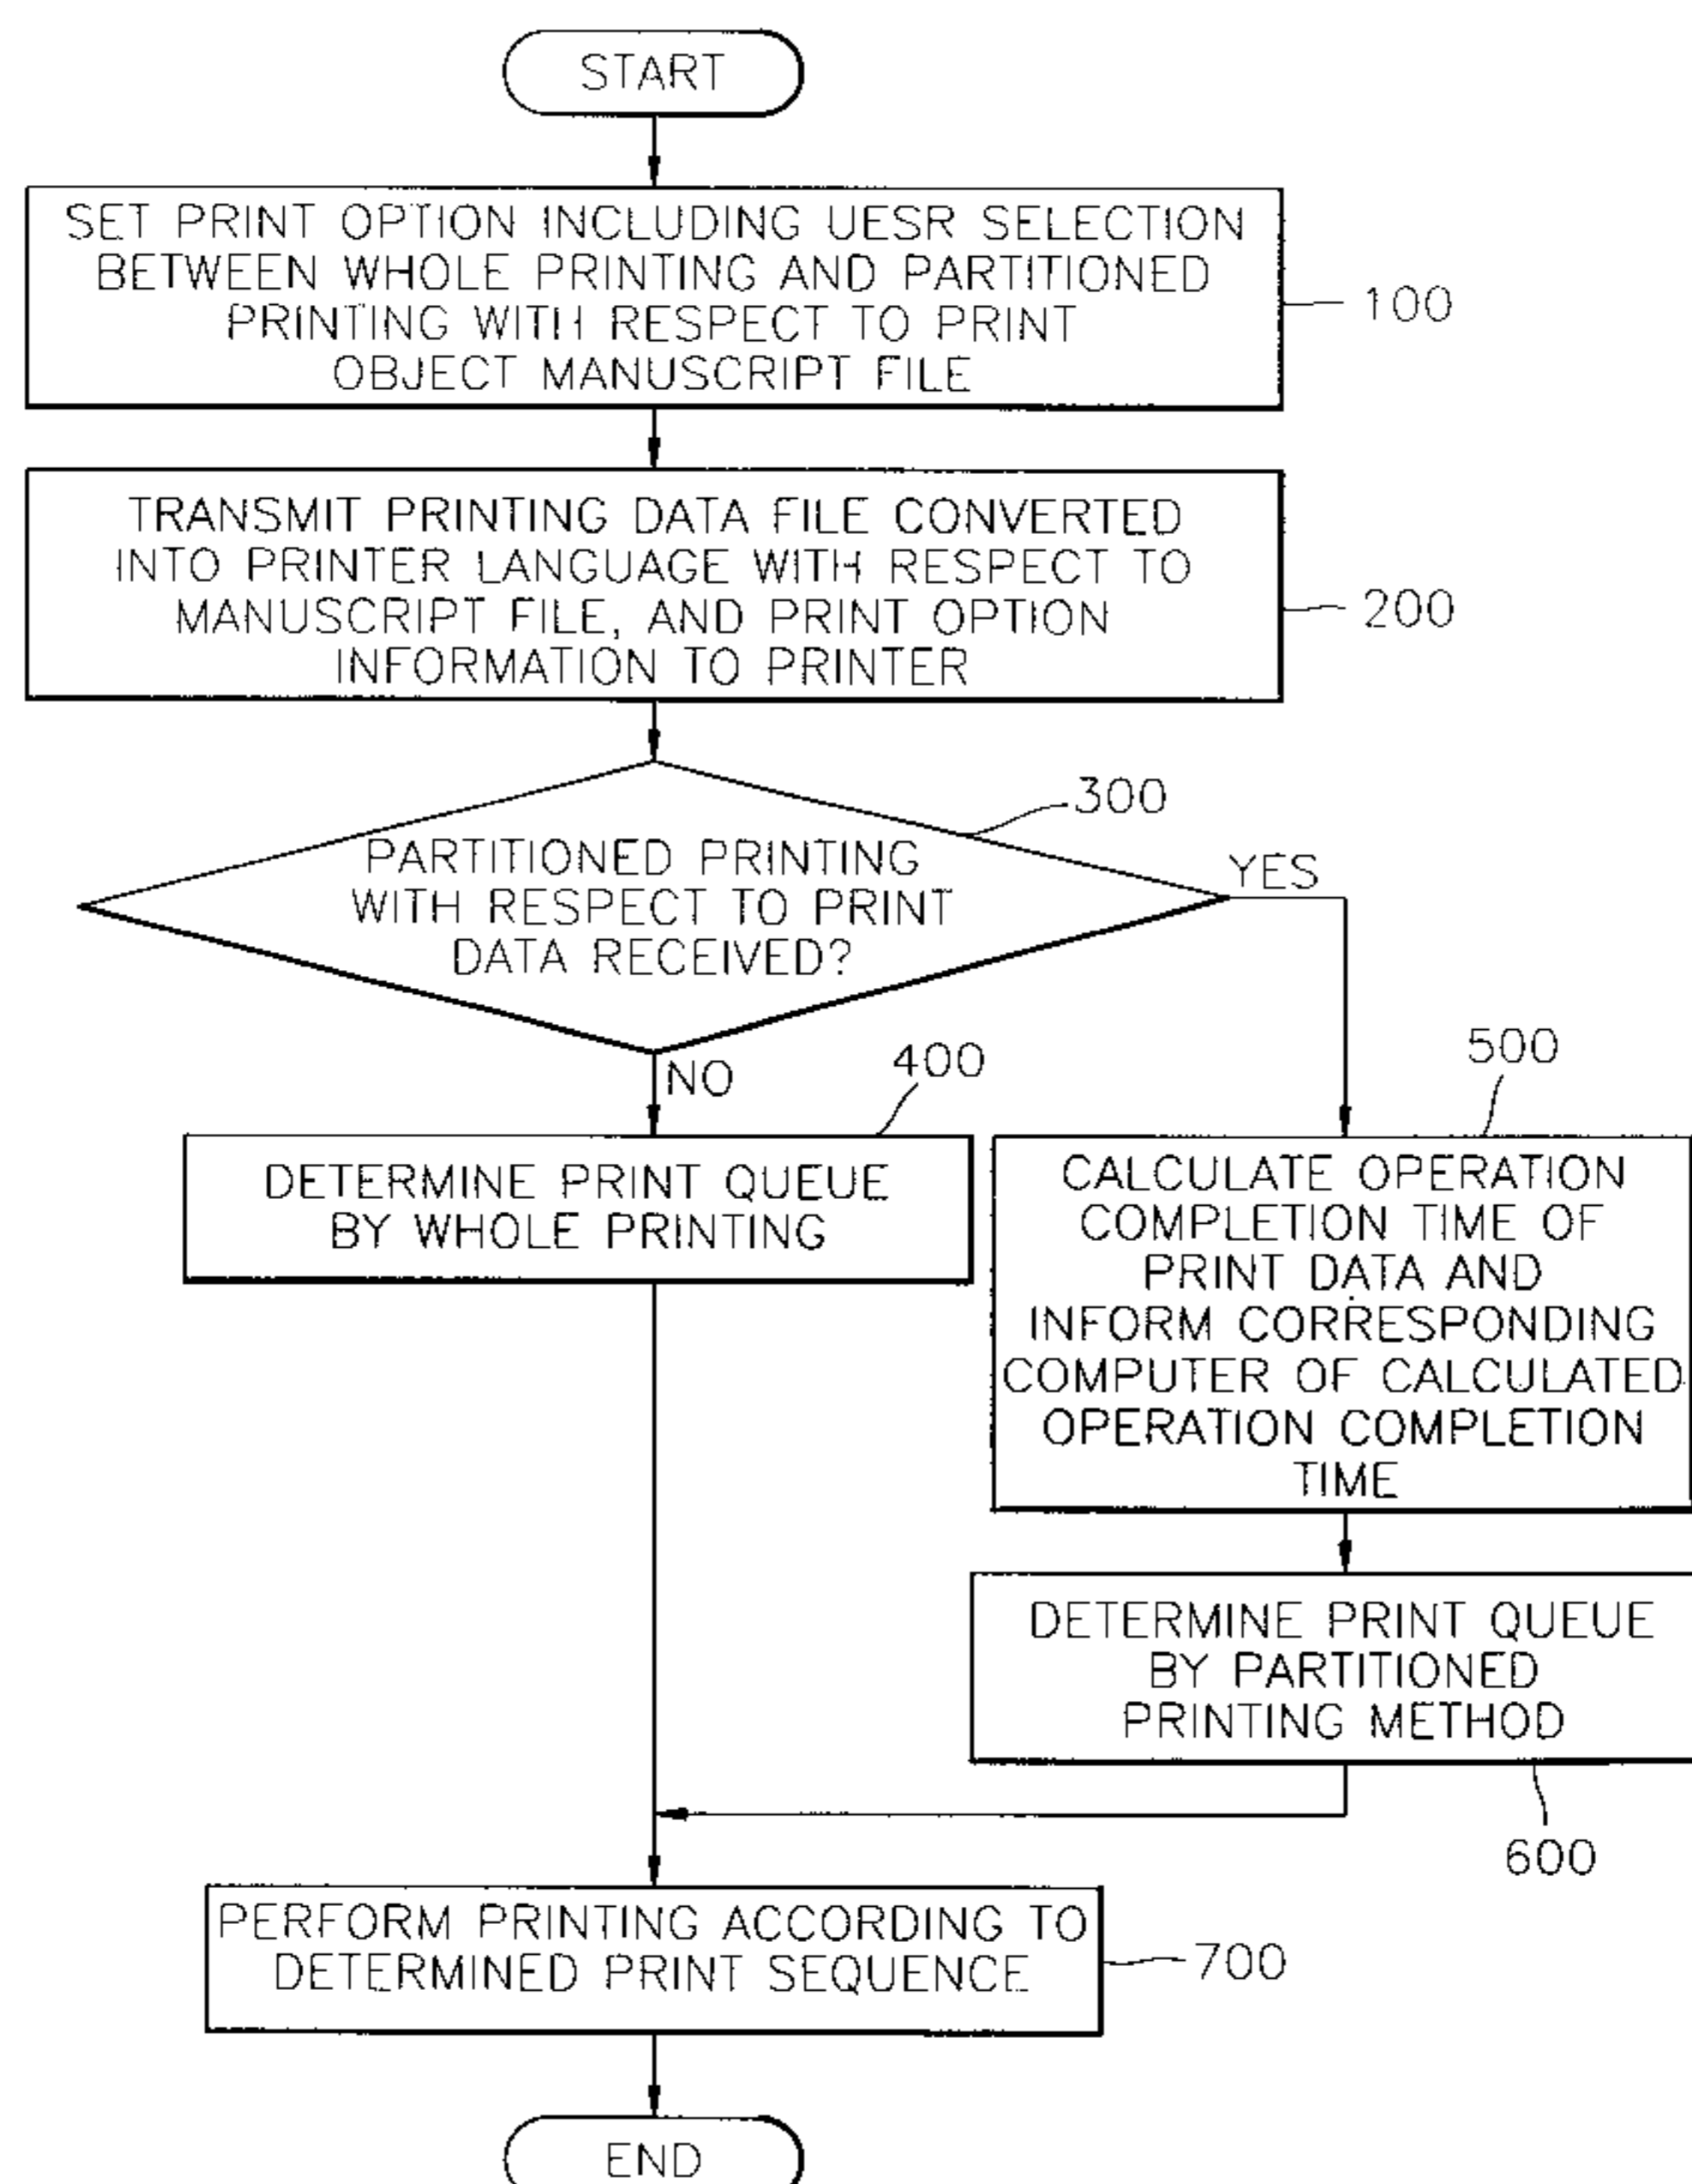 START
SET PRINT OPTION INCLUDING UESR SELECTION
BETWEEN WHOLE PRINTING AND PARTITIONED
PRINTING WITH RESPECT TO PRINT
OBJECT MANUSCRIPT FILE
100
TRANSMIT PRINTING DATA FILE CONVERTED
INTO PRINTER LANGUAGE WITH RESPECT TO
MANUSCRIPT FILE, AND PRINT OPTION
INFORMATION TO PRINTER
200
300
PARTITIONED PRINTING
WITH RESPECT TO PRINT
DATA RECEIVED?
YES
NO
400
DETERMINE PRINT QUEUE
BY WHOLE PRINTING
500
CALCULATE OPERATION
COMPLETION TIME OF
PRINT DATA AND
INFORM CORRESPONDING
COMPUTER OF CALCULATED
OPERATION COMPLETION
TIME
DETERMINE PRINT QUEUE
BY PARTITIONED
PRINTING METHOD
600
PERFORM PRINTING ACCORDING TO
DETERMINED PRINT SEQUENCE
700
END